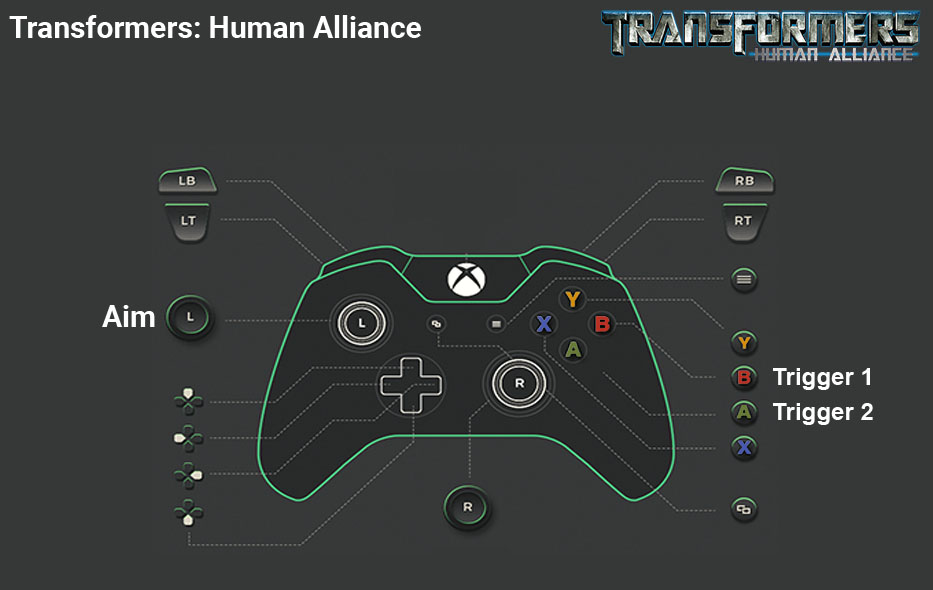 Transformers: Human Alliance
TRANSFORMERS
HUMAN ALLIANCE
LB
RB
LT
RT
Y
Aim
L
L
X
B
A
Y
R
B Trigger 1
A Trigger 2
X
R